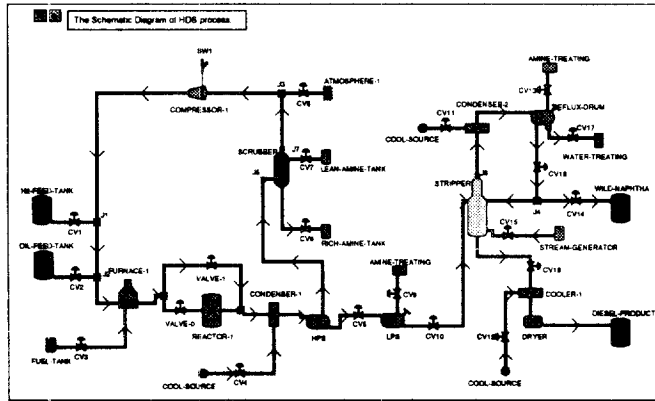 The Schematic Diagram of HDS process
SW1
COMPRESSOR-1
J3
CV8
ATMOSPHERE-1
AMINE-TREATING
CV13
CONDENSER-2
REFLUX-DRUM
CV11
CV17
COOL-SOURCE
WATER-TREATING
SCRUBBER
J7
CV7
LEAN-AMINE-TANK
STRIPPER
CV18
WILD-NAPHTHA
J4
CV14
H2-FEED-TANK
J1
CV1
RICH-AMINE-TANK
CV15
STREAM-GENERATOR
OIL-FEED-TANK
CV2
FURNACE-1
VALVE-1
AMINE-TREATING
CV9
CONDENSER-1
COOLER-1
VALVE-0
REACTOR-1
HPS
CV5
LPS
CV10
DRYER
DIESEL-PRODUCT
FUEL TANK
CV3
COOL-SOURCE
CV4
COOL-SOURCE